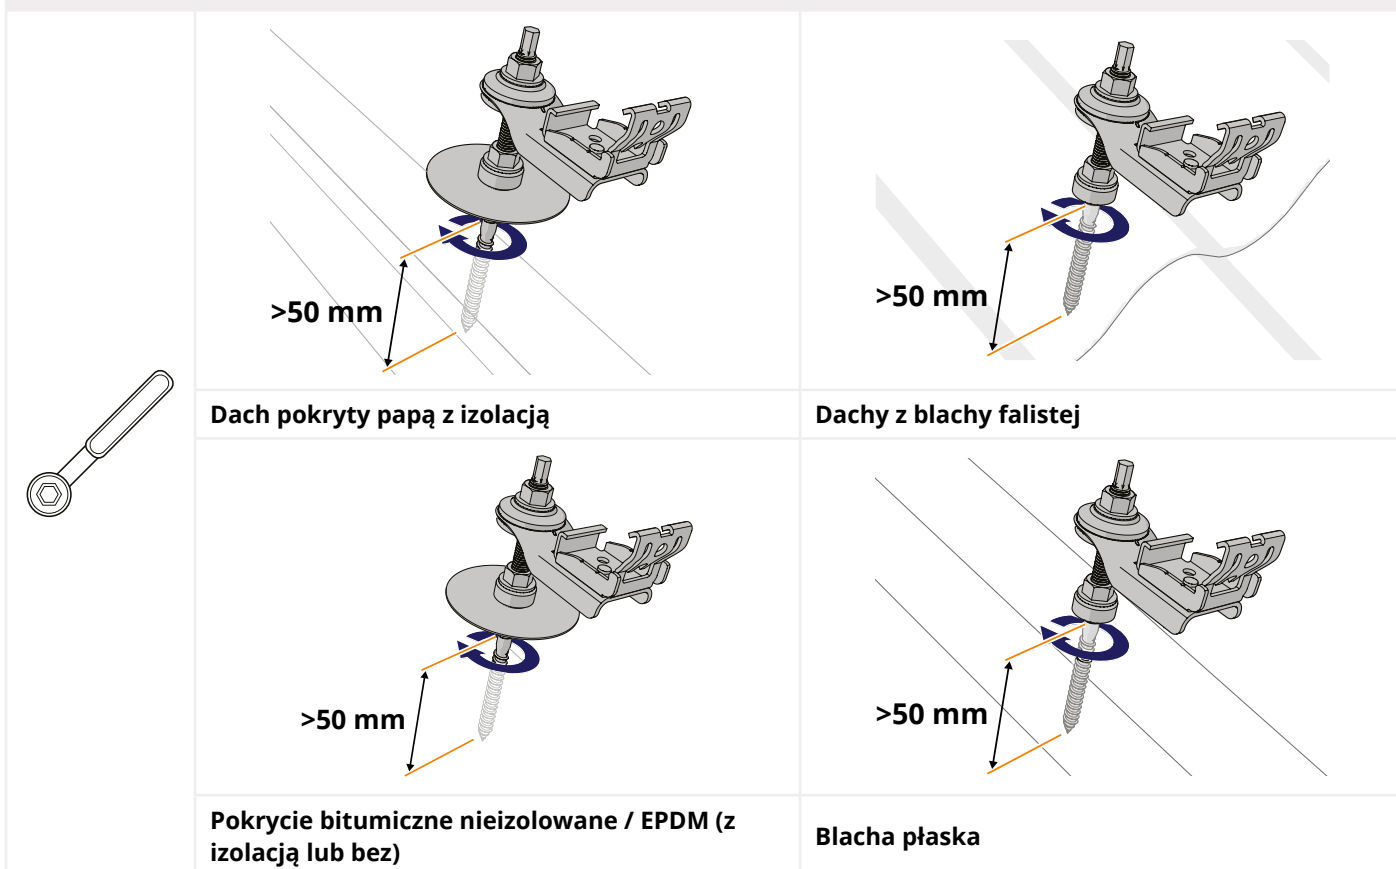 >50 mm
>50 mm
Dach pokryty papą z izolacją
Dachy z blachy falistej
>50 mm
>50 mm
Pokrycie bitumiczne nieizolowane / EPDM (z
izolacją lub bez)
Blacha płaska